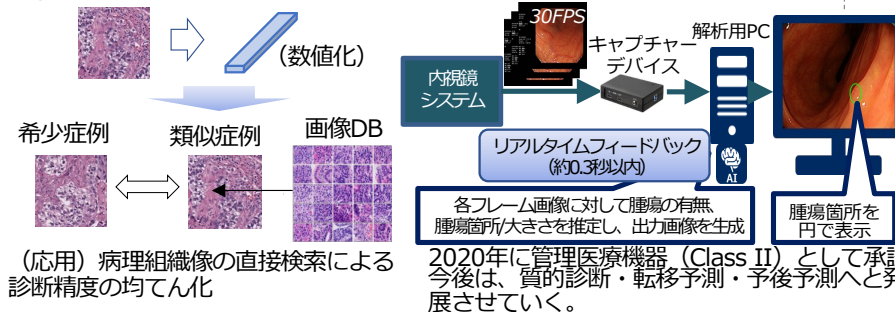 （数値化）
希少症例
類似症例
画像DB
（応用）病理組織像の直接検索による
診断精度の均てん化
30FPS
キャプチャー
デバイス
解析用PC
内視鏡
システム
リアルタイムフィードバック
（約0.3秒以内）
AI
各フレーム画像に対して腫瘍の有無、
腫瘍箇所/大きさを推定し、出力画像を生成
腫瘍箇所を
円で表示
2020年に管理医療機器（Class II）として承認
今後は、質的診断・転移予測・予後予測へと発
展させていく。